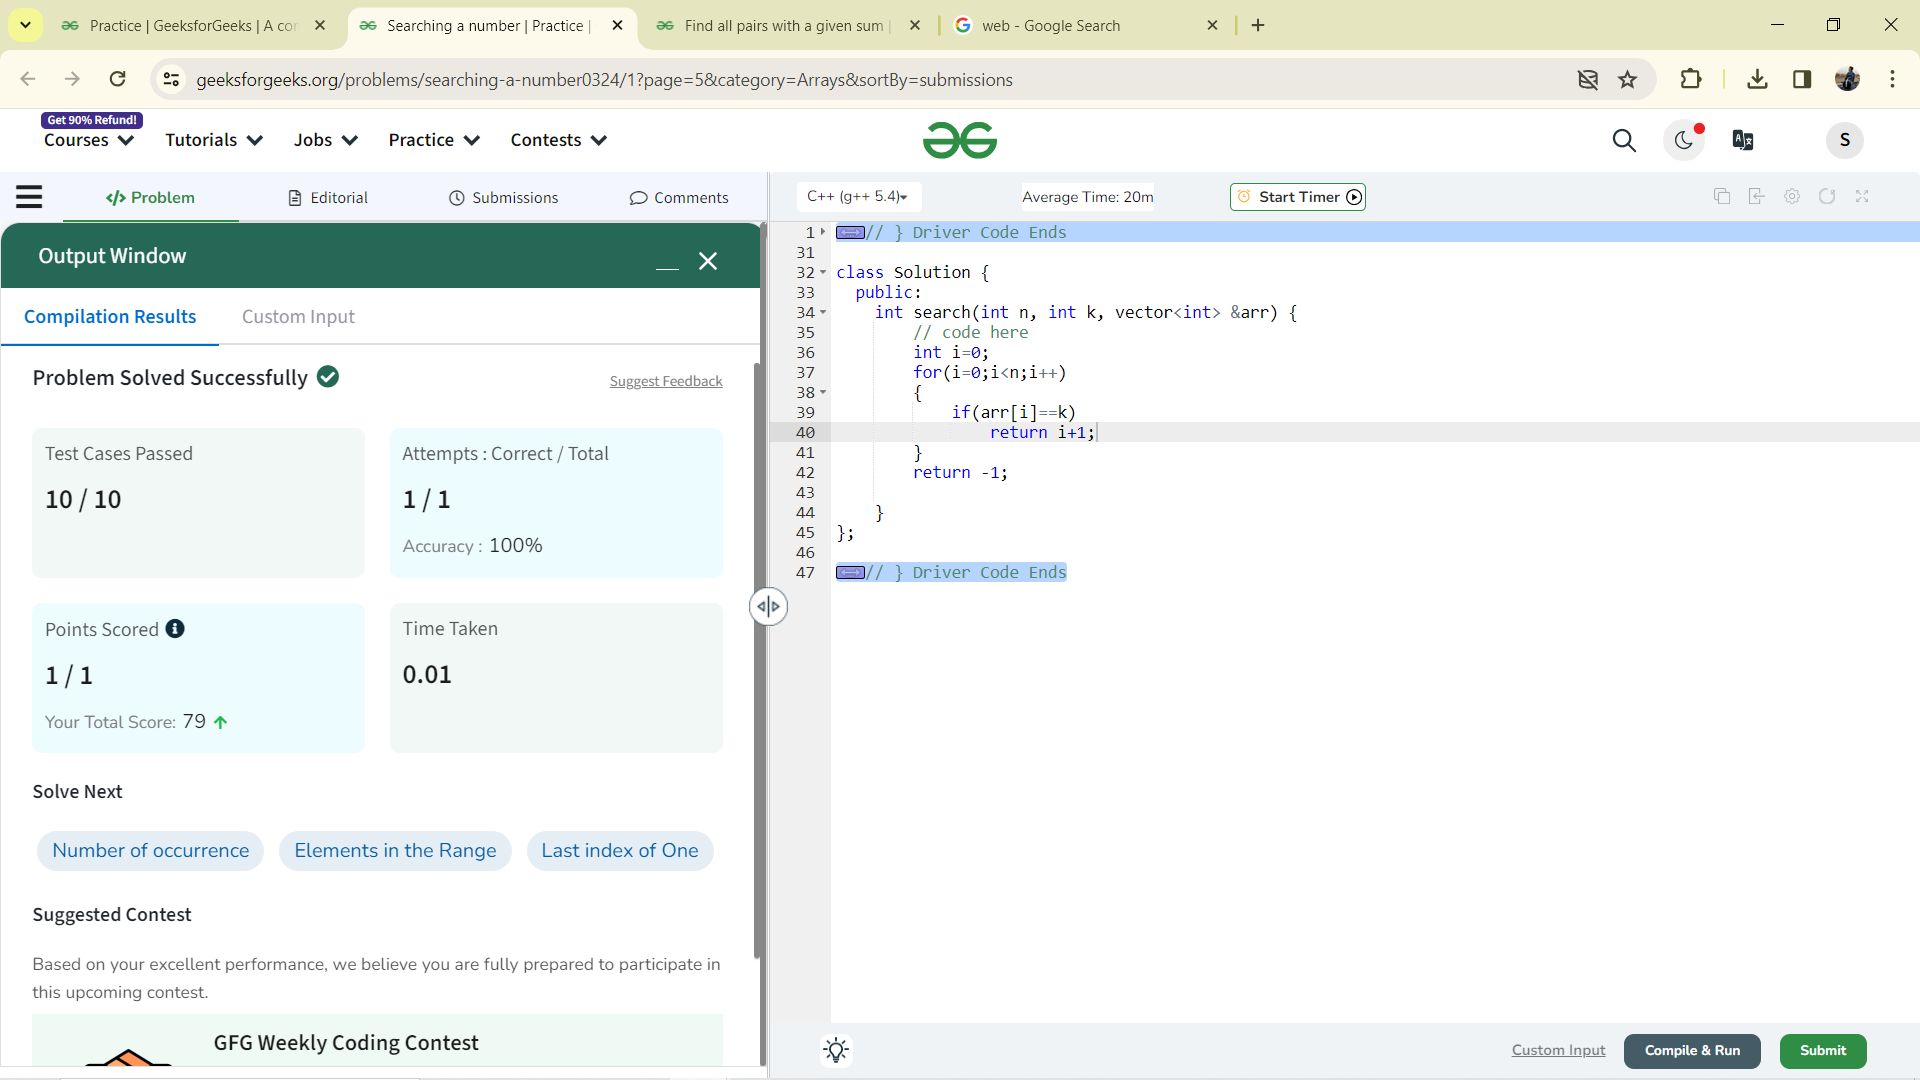 Practice | GeeksforGeeks | A cor
Searching a number | Practice |
Find all pairs with a given sum |
web - Google Search
geeksforgeeks.org/problems/searching-a-number0324/1?page=5&category=Arrays&sortBy=submissions
Get 90% Refund!
Courses Tutorials Jobs Practice Contests
S
</> Problem Editorial Submissions Comments
C++ (g++ 5.4) Average Time: 20m Start Timer
Output Window
Compilation Results Custom Input
Problem Solved Successfully
Suggest Feedback
Test Cases Passed
10 / 10
Attempts : Correct / Total
1 / 1
Accuracy : 100%
Points Scored
1 / 1
Your Total Score: 79
Time Taken
0.01
Solve Next
Number of occurrence Elements in the Range Last index of One
Suggested Contest
Based on your excellent performance, we believe you are fully prepared to participate in
this upcoming contest.
GFG Weekly Coding Contest
1 // } Driver Code Ends
31
32 class Solution {
33 public:
34 int search(int n, int k, vector<int> &arr) {
35 // code here
36 int i=0;
37 for(i=0;i<n;i++)
38 {
39 if(arr[i]==k)
40 return i+1;
41 }
42 return -1;
43
44 }
45 };
46
47 // } Driver Code Ends
Custom Input Compile & Run Submit